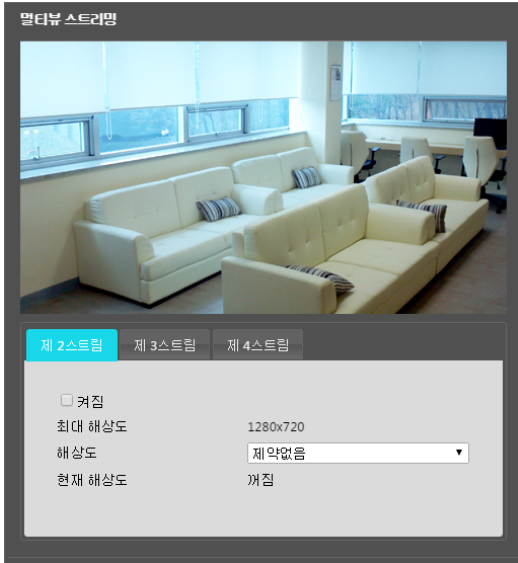 멀티뷰 스트리밍
제 2스트림 제 3스트림 제 4스트림
켜짐
최대 해상도 1280x720
해상도 제약없음
현재 해상도 꺼짐